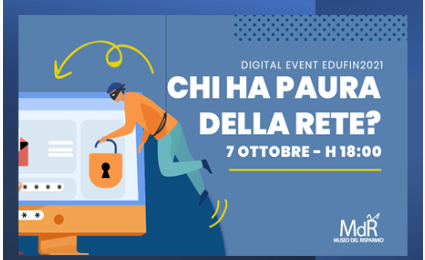 DIGITAL EVENT EDUFIN2021
CHI HA PAURA
DELLA RETE?
7 OTTOBRE - H 18:00
MdR
MUSEO DEL RISPARMIO